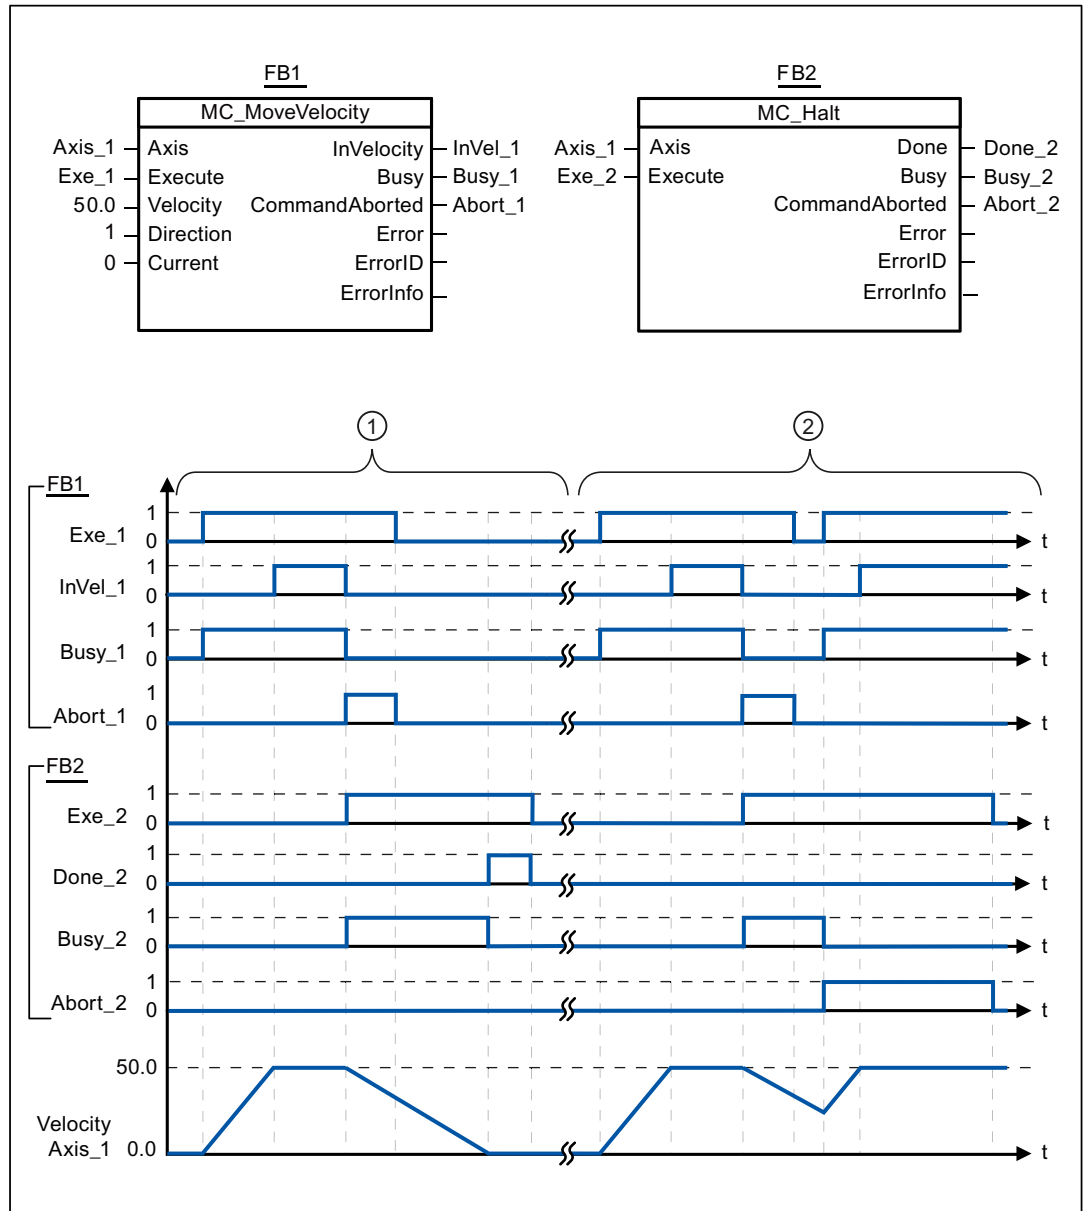 FB1
MC_MoveVelocity
Axis_1 Axis InVelocity InVel_1
Exe_1 Execute Busy Busy_1
50.0 Velocity CommandAborted Abort_1
1 Direction Error
0 Current ErrorID
ErrorInfo
FB2
MC_Halt
Axis_1 Axis Done Done_2
Exe_2 Execute Busy Busy_2
CommandAborted Abort_2
Error
ErrorID
ErrorInfo
1 2
FB1
1
Exe_1 0 t
1
InVel_1 0 t
1
Busy_1 0 t
1
Abort_1 0 t
FB2
1
Exe_2 0 t
1
Done_2 0 t
1
Busy_2 0 t
1
Abort_2 0 t
50.0
Velocity
Axis_1 0.0 t